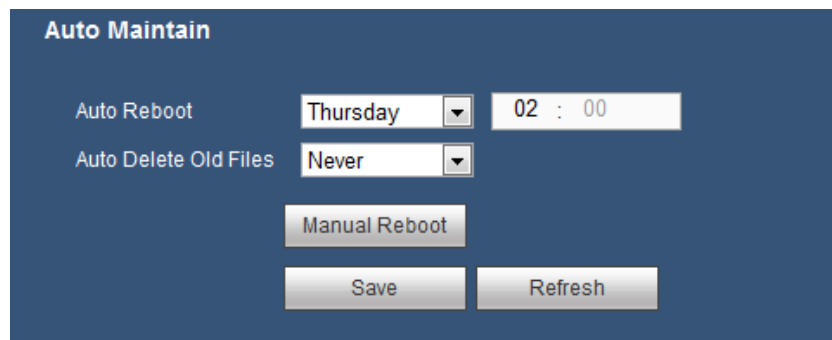 Auto Maintain
Auto Reboot Thursday 02 : 00
Auto Delete Old Files Never
Manual Reboot
Save Refresh